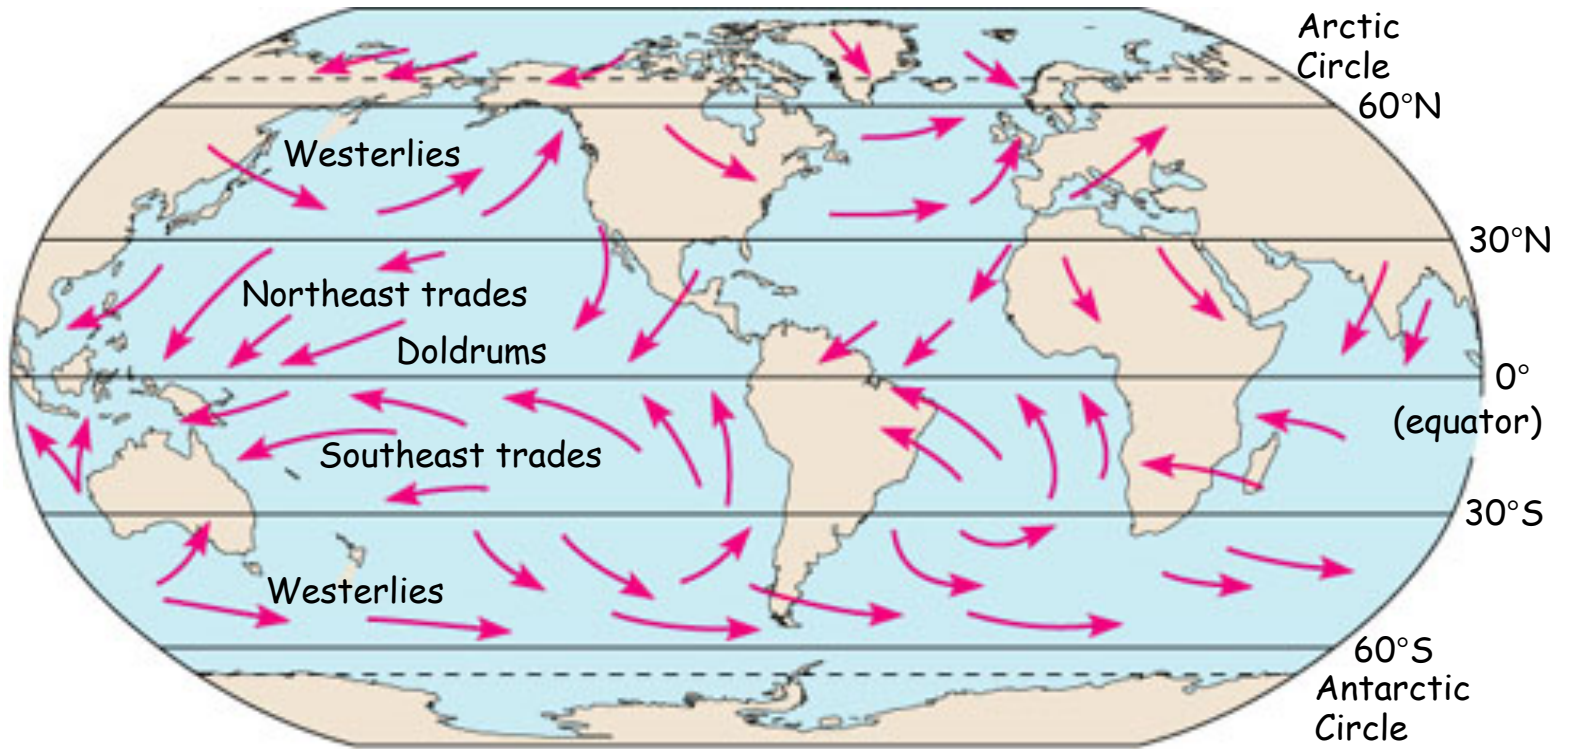 Arctic
Circle
60°N
Westerlies
30°N
Northeast trades
Doldrums
0°
(equator)
Southeast trades
30°S
Westerlies
60°S
Antarctic
Circle